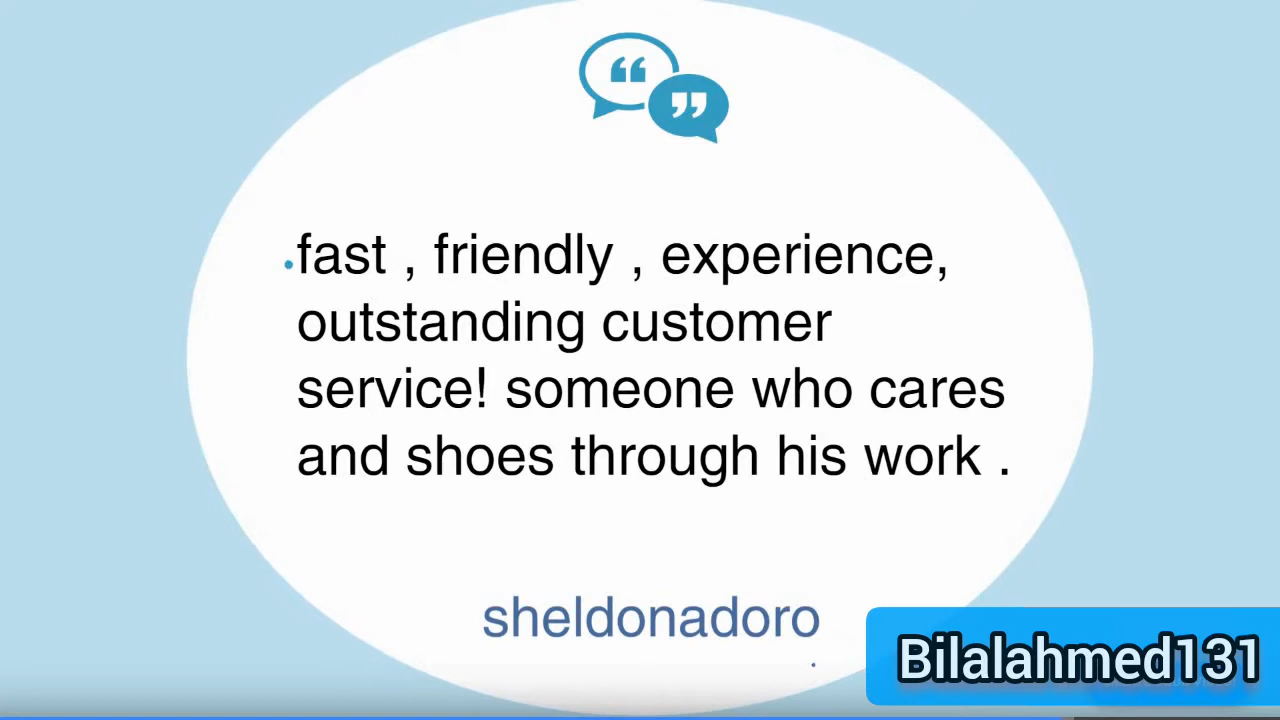 fast , friendly , experience,
outstanding customer
service! someone who cares
and shoes through his work .
sheldonadoro
Bilalahmed131